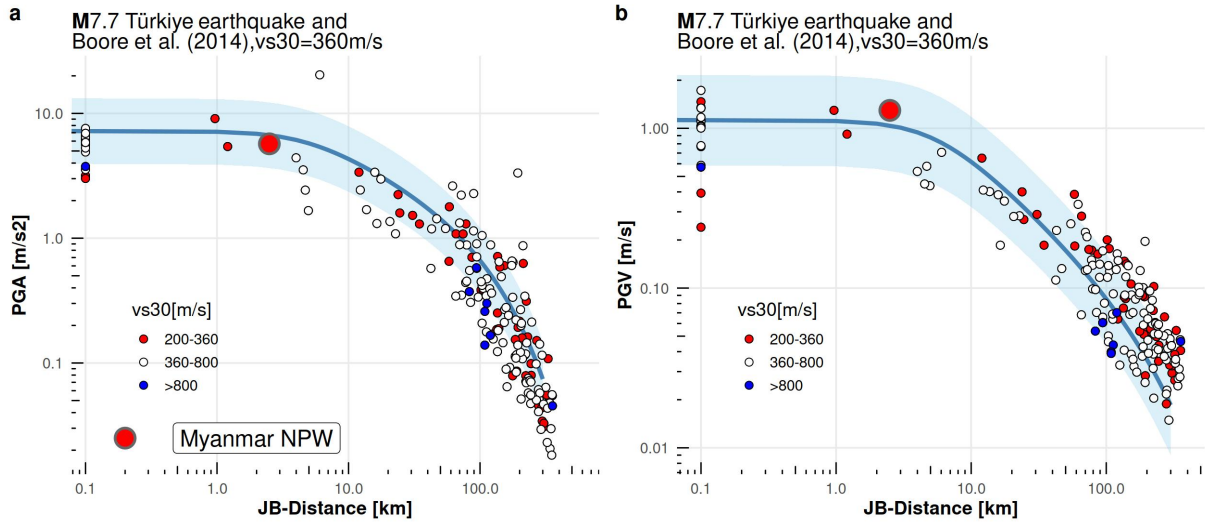 a
M7.7 Türkiye earthquake and
Boore et al. (2014),vs30=360m/s
PGA [m/s2]
10.0
1.0
0.1
vs30[m/s]
200-360
360-800
>800
Myanmar NPW
0.1
1.0
10.0
100.0
JB-Distance [km]
b
M7.7 Türkiye earthquake and
Boore et al. (2014),vs30=360m/s
PGV [m/s]
1.00
0.10
0.01
vs30[m/s]
200-360
360-800
>800
0.1
1.0
10.0
100.0
JB-Distance [km]